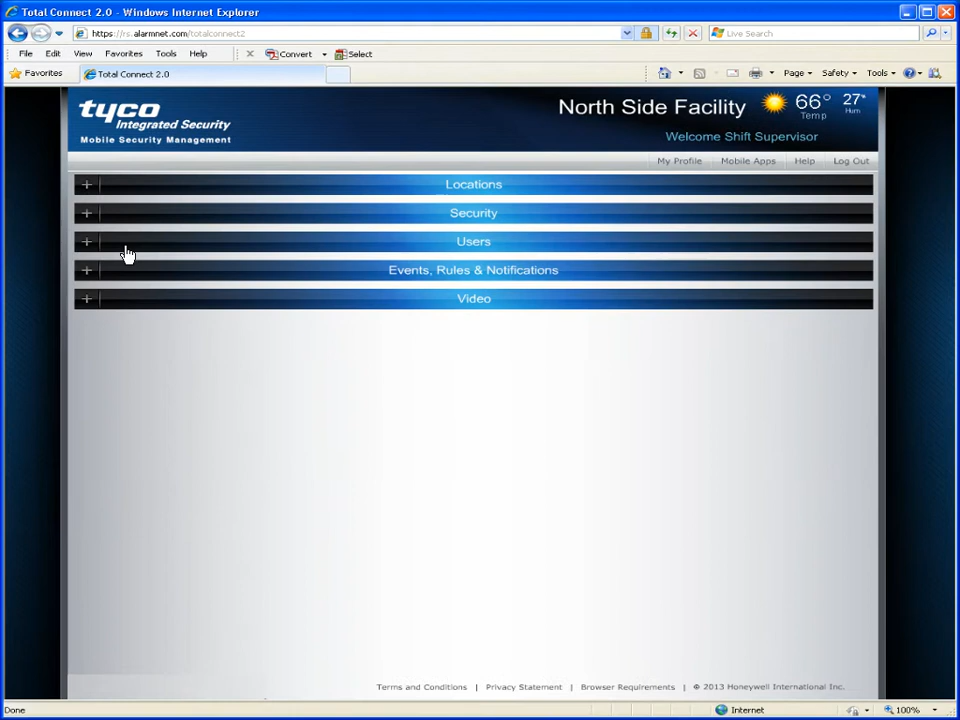 Total Connect 2.0 - Windows Internet Explorer
https://rs.alarmnet.com/totalconnect2
Live Search
File Edit View Favorites Tools Help
Convert Select
Favorites
Total Connect 2.0
Page Safety Tools
tyco
Integrated Security
Mobile Security Management
North Side Facility
66° Temp
27* Hum
Welcome Shift Supervisor
My Profile Mobile Apps Help Log Out
Locations
Security
Users
Events, Rules & Notifications
Video
Terms and Conditions | Privacy Statement | Browser Requirements | © 2013 Honeywell International Inc.
Done
Internet
100%